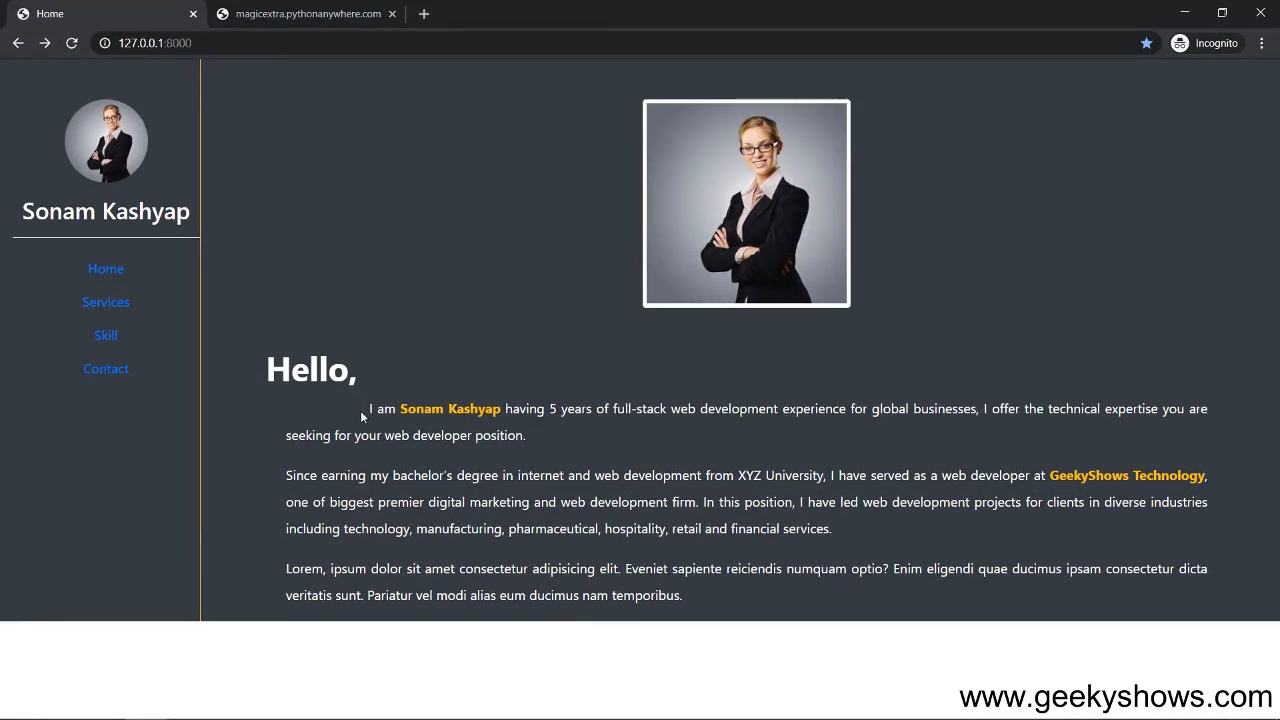 Home
magicextra.pythonanywhere.com
127.0.0.1:8000
Incognito
Sonam Kashyap
Home
Services
Skill
Contact
Hello,
I am Sonam Kashyap having 5 years of full-stack web development experience for global businesses, I offer the technical expertise you are
seeking for your web developer position.
Since earning my bachelor's degree in internet and web development from XYZ University, I have served as a web developer at GeekyShows Technology,
one of biggest premier digital marketing and web development firm. In this position, I have led web development projects for clients in diverse industries
including technology, manufacturing, pharmaceutical, hospitality, retail and financial services.
Lorem, ipsum dolor sit amet consectetur adipisicing elit. Eveniet sapiente reiciendis numquam optio? Enim eligendi quae ducimus ipsam consectetur dicta
veritatis sunt. Pariatur vel modi alias eum ducimus nam temporibus.
www.geekyshows.com